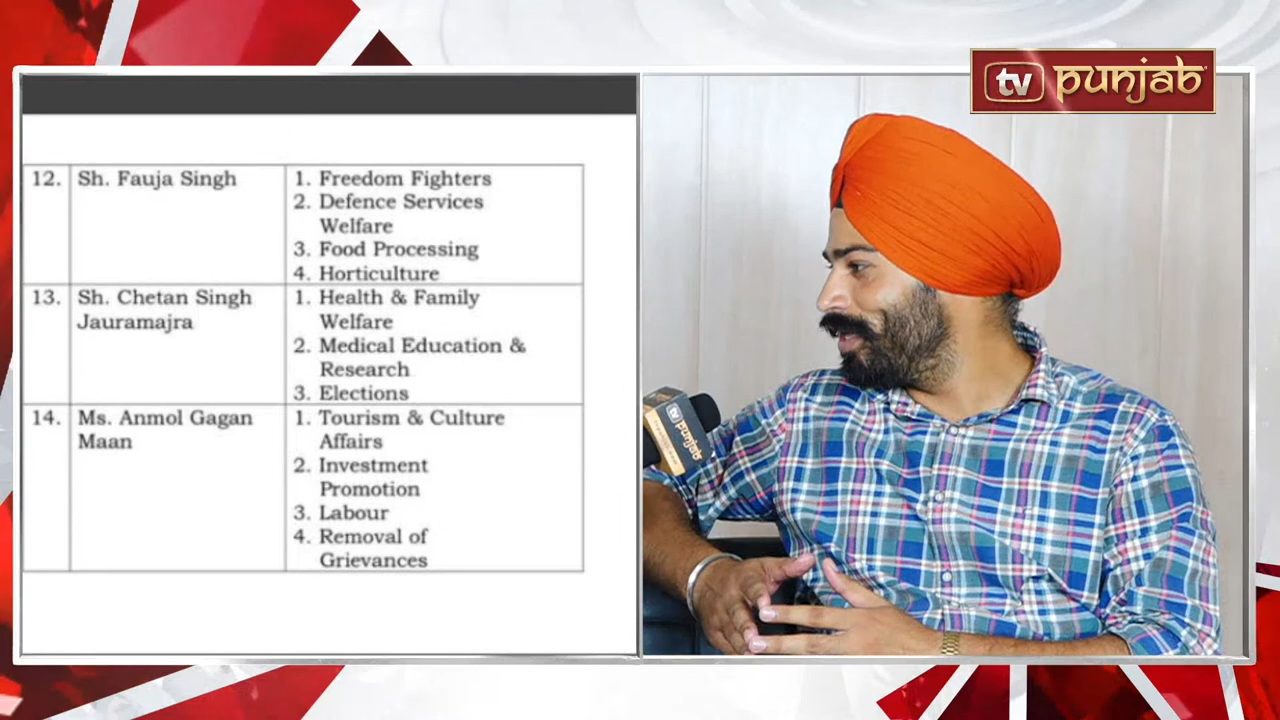 tv punjab
12. Sh. Fauja Singh
1. Freedom Fighters
2. Defence Services
Welfare
3. Food Processing
4. Horticulture
13. Sh. Chetan Singh
Jauramajra
1. Health & Family
Welfare
2. Medical Education &
Research
3. Elections
14. Ms. Anmol Gagan
Maan
1. Tourism & Culture
Affairs
2. Investment
Promotion
3. Labour
4. Removal of
Grievances
tv punjab